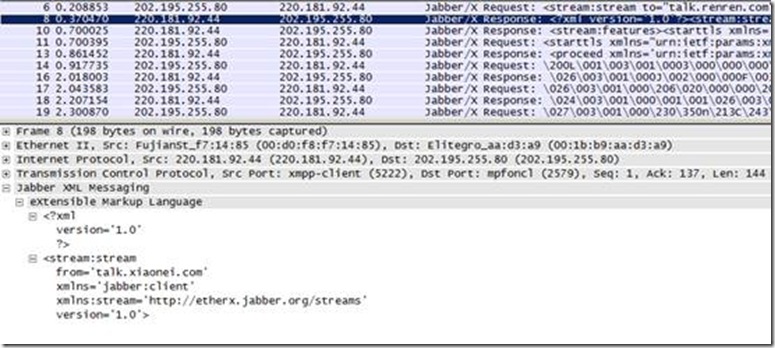 6 0.208853 202.195.255.80 220.181.92.44 Jabber/X Request: <stream:stream to="talk.renren.com
8 0.370470 220.181.92.44 202.195.255.80 Jabber/X Response: <?xml version='1.0'?><stream:stre
10 0.700025 220.181.92.44 202.195.255.80 Jabber/X Response: <stream:features><starttls xmlns=
11 0.700395 202.195.255.80 220.181.92.44 Jabber/X Request: <starttls xmlns="urn:ietf:params:x
13 0.861452 220.181.92.44 202.195.255.80 Jabber/X Response: <proceed xmlns='urn:ietf:params:xm
14 0.917735 202.195.255.80 220.181.92.44 Jabber/X Request: \200L\001\003\001\0003\000\000\000\
16 2.018003 220.181.92.44 202.195.255.80 Jabber/X Response: \026\003\001\000J\002\000\000F\003
17 2.043583 202.195.255.80 220.181.92.44 Jabber/X Request: \026\003\001\000\206\020\000\000\
18 2.207154 220.181.92.44 202.195.255.80 Jabber/X Response: \024\003\001\000\001\001\026\003\0
19 2.300870 202.195.255.80 220.181.92.44 Jabber/X Request: \027\003\001\000\230\350n\213C\243
Frame 8 (198 bytes on wire, 198 bytes captured)
Ethernet II, Src: FujianSt_f7:14:85 (00:d0:f8:f7:14:85), Dst: Elitegro_aa:d3:a9 (00:1b:b9:aa:d3:a9)
Internet Protocol, Src: 220.181.92.44 (220.181.92.44), Dst: 202.195.255.80 (202.195.255.80)
Transmission Control Protocol, Src Port: xmpp-client (5222), Dst Port: mpfoncl (2579), Seq: 1, Ack: 137, Len: 144
Jabber XML Messaging
eXtensible Markup Language
<?xml
version='1.0'
?>
<stream:stream
from='talk.xiaonei.com'
xmlns='jabber:client'
xmlns:stream='http://etherx.jabber.org/streams'
version='1.0'>